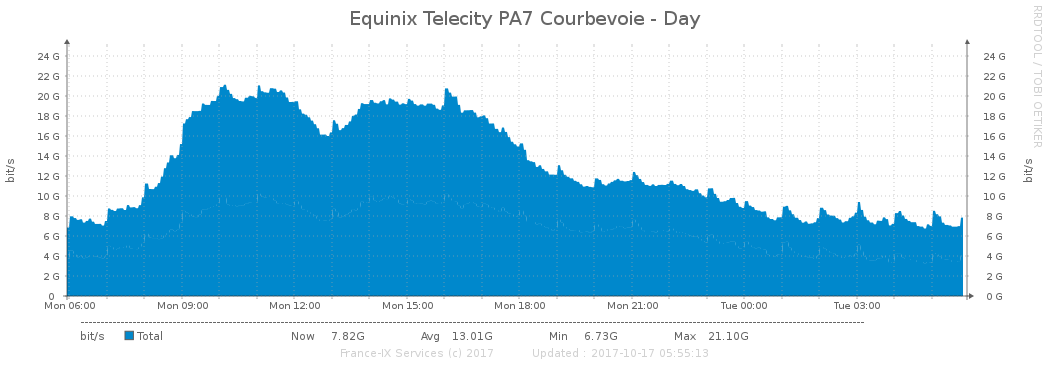 Equinix Telecity PA7 Courbevoie - Day
RRDTOOL / TOBI OETIKER
24 G 24 G
22 G 22 G
20 G 20 G
18 G 18 G
16 G 16 G
14 G 14 G
12 G 12 G
10 G 10 G
8 G 8 G
6 G 6 G
4 G 4 G
2 G 2 G
0 0 G
bit/s
bit/s
Mon 06:00 Mon 09:00 Mon 12:00 Mon 15:00 Mon 18:00 Mon 21:00 Tue 00:00 Tue 03:00
bit/s Total Now 7.82G Avg 13.01G Min 6.73G Max 21.10G
France-IX Services (c) 2017 Updated : 2017-10-17 05:55:13